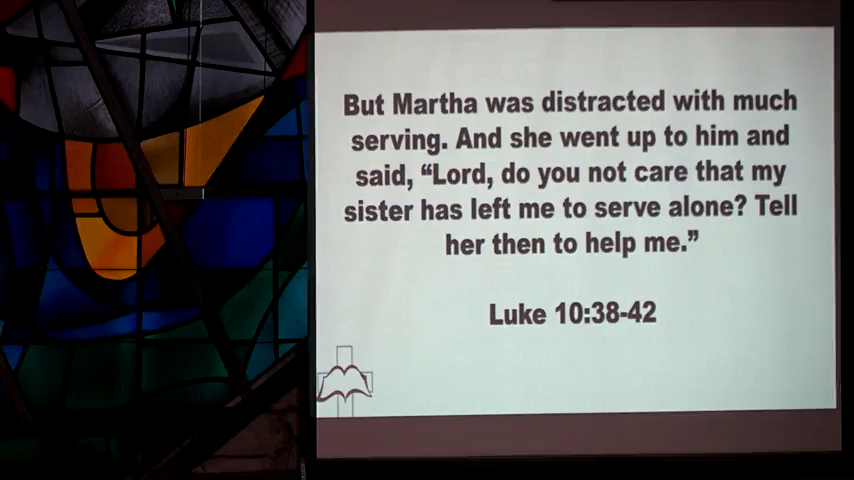 But Martha was distracted with much
serving. And she went up to him and
said, “Lord, do you not care that my
sister has left me to serve alone? Tell
her then to help me.”
Luke 10:38-42